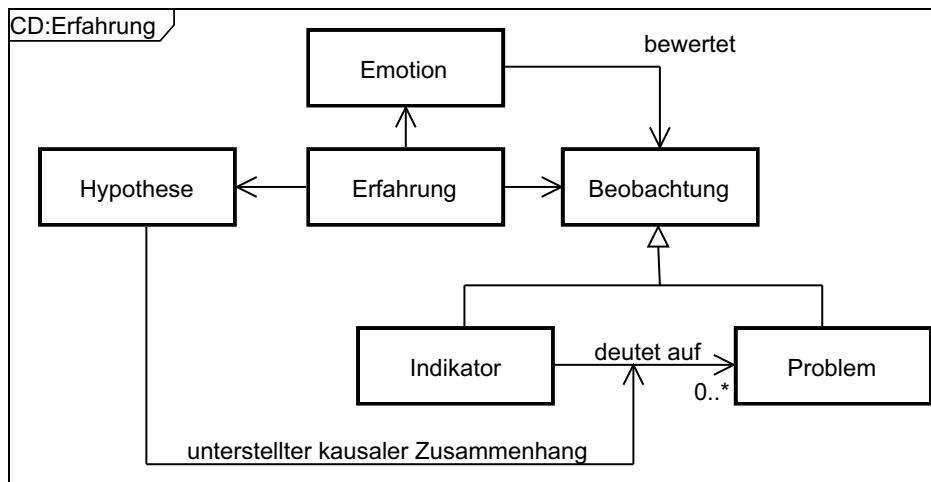 CD:Erfahrung
bewertet
Emotion
Hypothese
Erfahrung
Beobachtung
Indikator
deutet auf
0..*
Problem
unterstellter kausaler Zusammenhang